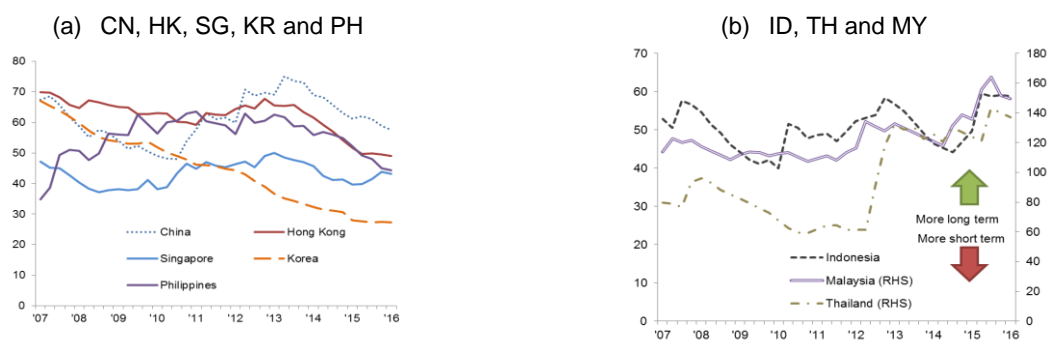 (a) CN, HK, SG, KR and PH
80
70
60
50
40
30
20
10
0
China
Hong Kong
Singapore
Korea
Philippines
'07 '08 '09 '10 '11 '12 '13 '14 '15 '16
(b) ID, TH and MY
70
60
50
40
30
20
10
0
180
160
140
120
100
80
60
40
20
0
More long term
More short term
Indonesia
Malaysia (RHS)
Thailand (RHS)
'07 '08 '09 '10 '11 '12 '13 '14 '15 '16